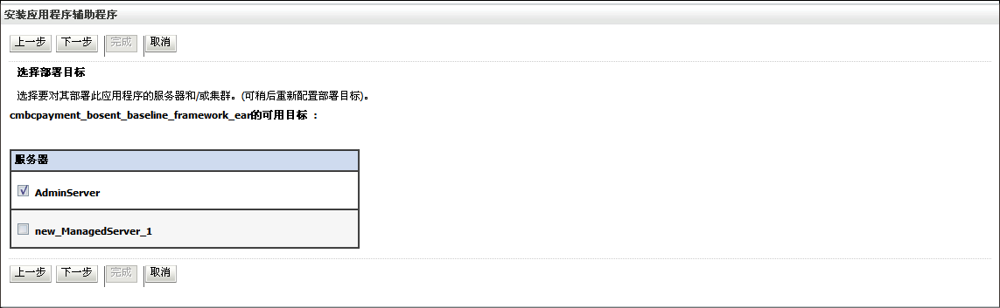 安装应用程序辅助程序
上一步 下一步 完成 取消
选择部署目标
选择要对其部署此应用程序的服务器和/或集群。(可稍后重新配置部署目标)。
cmbcpayment_bosent_baseline_framework_ear的可用目标 :
服务器
AdminServer
new_ManagedServer_1
上一步 下一步 完成 取消